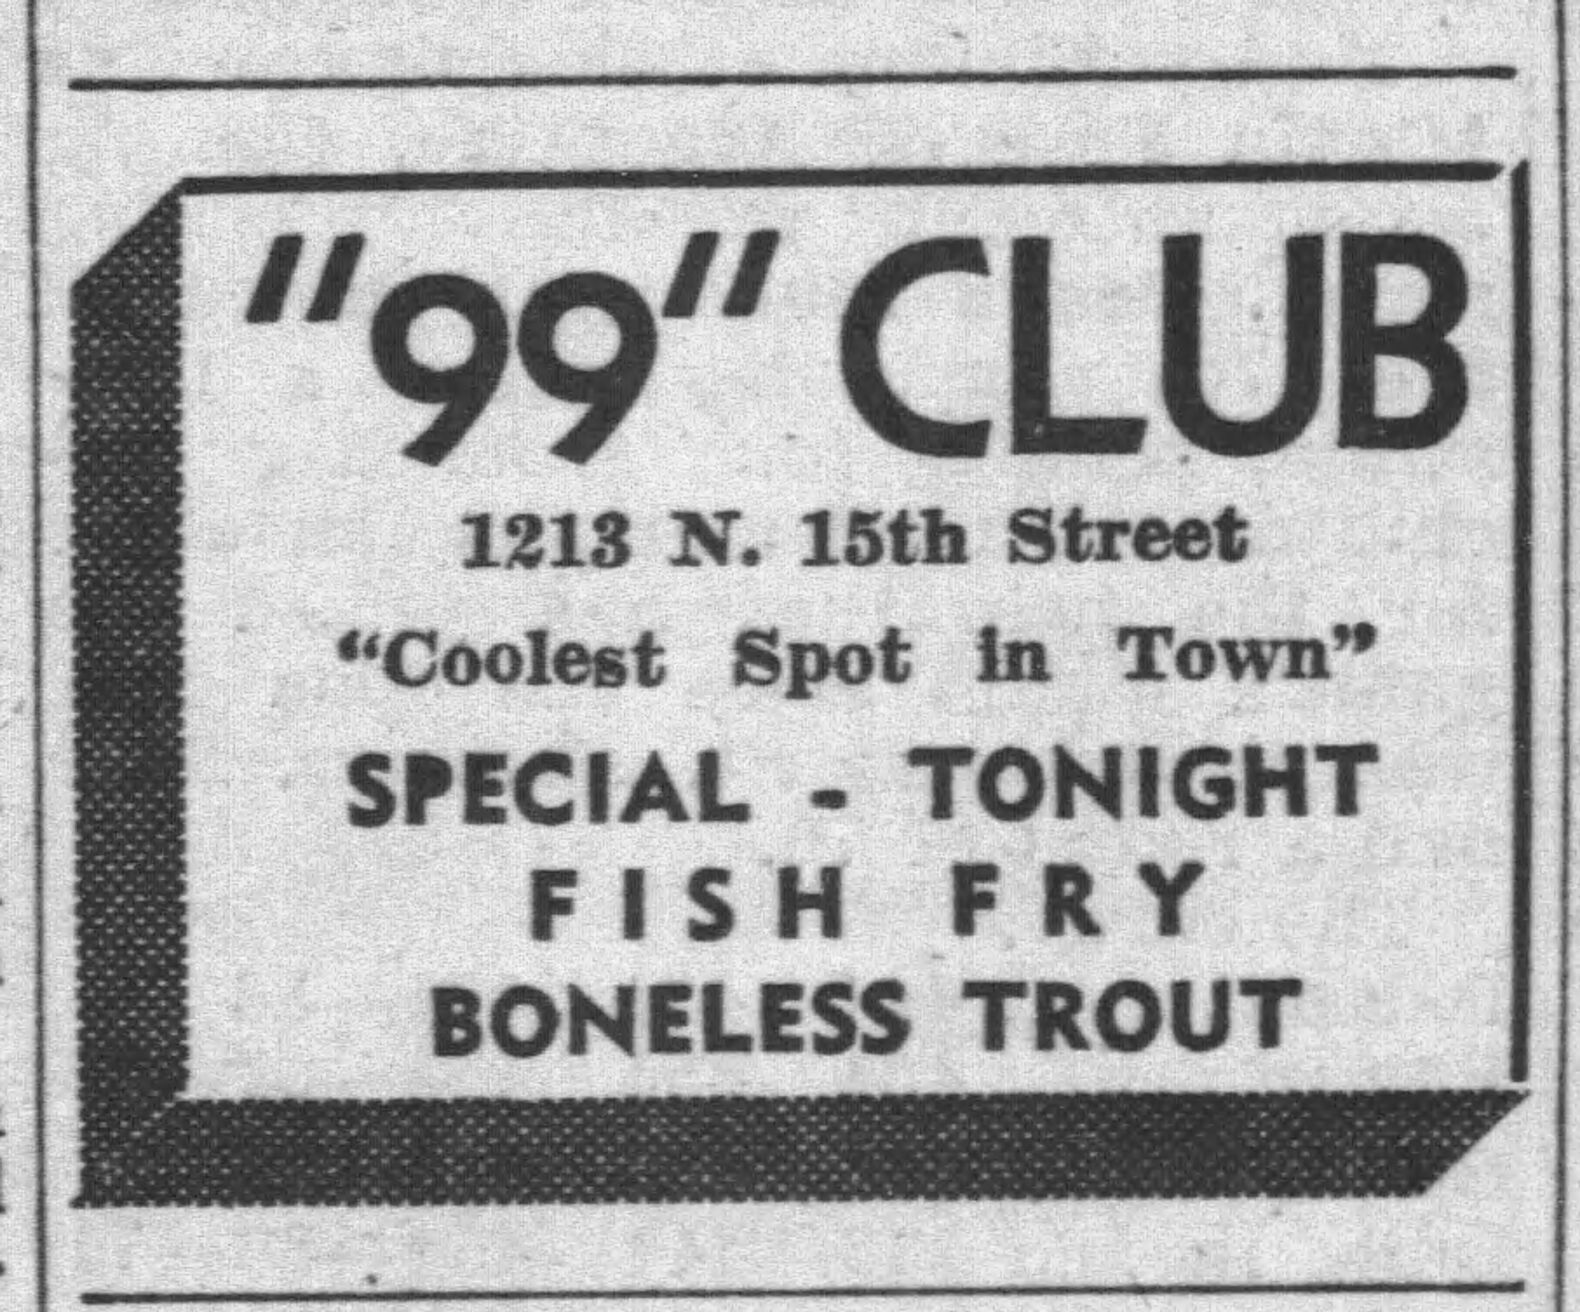 "99" CLUB
1213 N. 15th Street
“Coolest Spot in Town”
SPECIAL - TONIGHT
FISH FRY
BONELESS TROUT